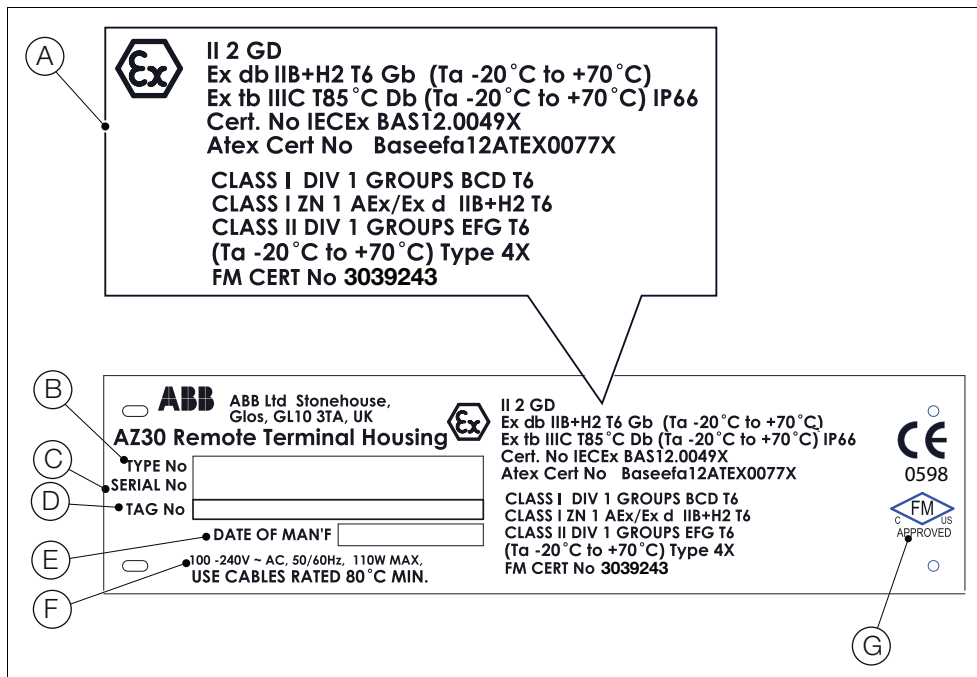 A
Ex
II 2 GD
Ex db IIB+H2 T6 Gb (Ta -20°C to +70°C)
Ex tb IIIC T85°C Db (Ta -20°C to +70°C) IP66
Cert. No IECEx BAS12.0049X
Atex Cert No Baseefa12ATEX0077X
CLASS I DIV 1 GROUPS BCD T6
CLASS I ZN 1 AEx/Ex d IIB+H2 T6
CLASS II DIV 1 GROUPS EFG T6
(Ta -20°C to +70°C) Type 4X
FM CERT No 3039243
B
C
D
E
F
ABB
ABB Ltd Stonehouse,
Glos, GL10 3TA, UK
AZ30 Remote Terminal Housing
TYPE No
SERIAL No
TAG No
DATE OF MAN'F
100 -240V ~ AC, 50/60Hz, 110W MAX,
USE CABLES RATED 80°C MIN.
Ex
II 2 GD
Ex db IIB+H2 T6 Gb (Ta -20°C to +70°C)
Ex tb IIIC T85°C Db (Ta -20°C to +70°C) IP66
Cert. No IECEx BAS12.0049X
Atex Cert No Baseefa12ATEX0077X
CLASS I DIV 1 GROUPS BCD T6
CLASS I ZN 1 AEx/Ex d IIB+H2 T6
CLASS II DIV 1 GROUPS EFG T6
(Ta -20°C to +70°C) Type 4X
FM CERT No 3039243
CE
0598
FM
C US
APPROVED
G